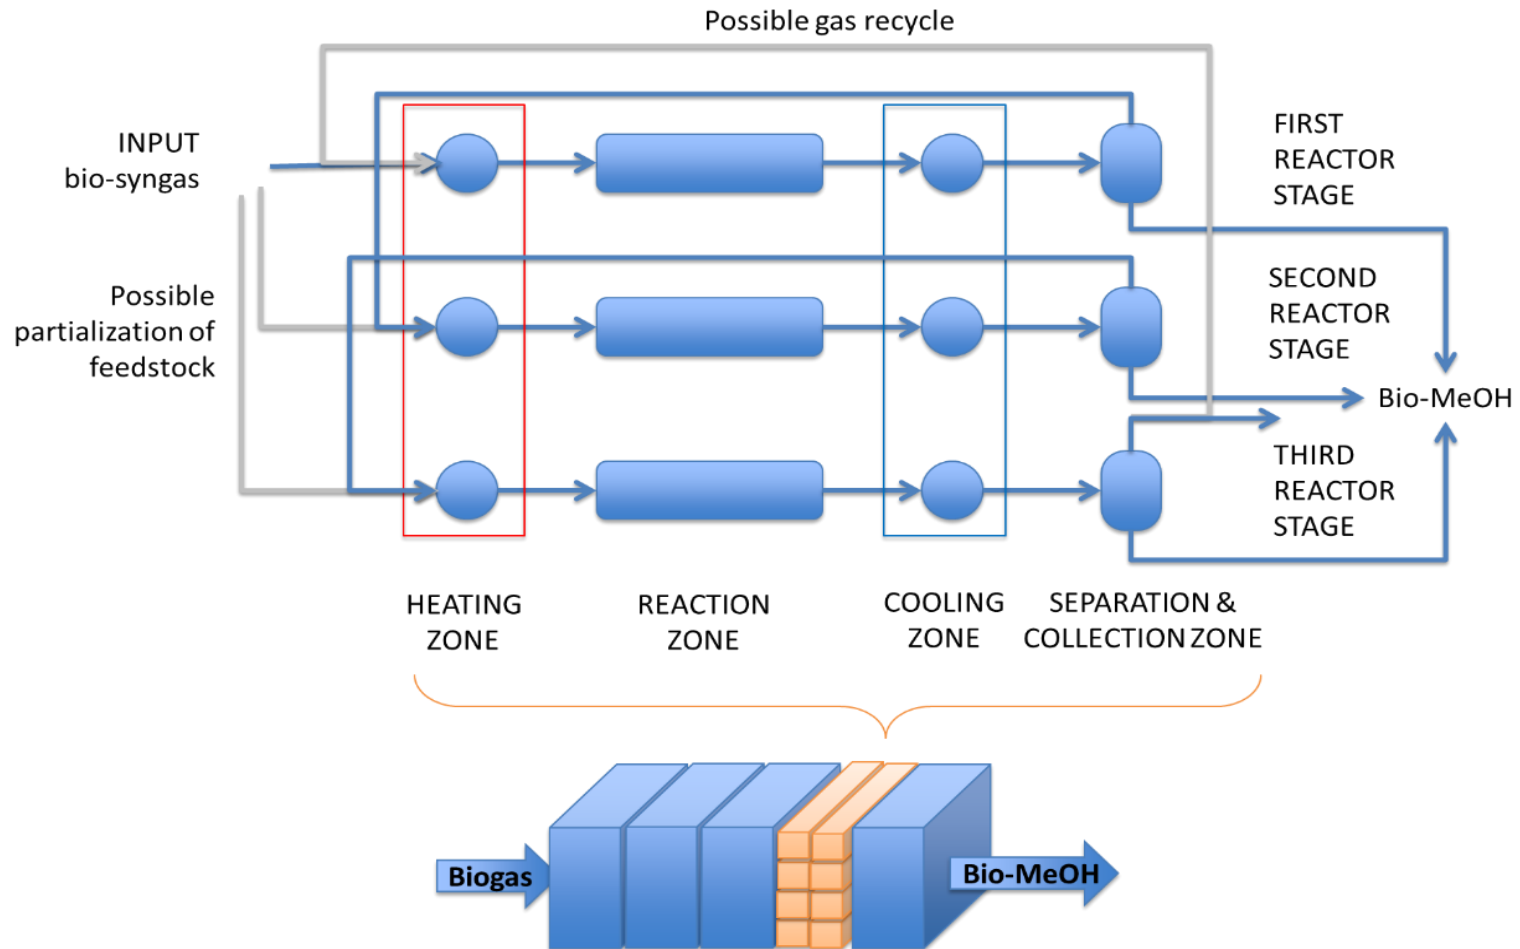 Possible gas recycle
INPUT
bio-syngas
FIRST
REACTOR
STAGE
Possible
partialization of
feedstock
SECOND
REACTOR
STAGE
Bio-MeOH
THIRD
REACTOR
STAGE
HEATING
ZONE
REACTION
ZONE
COOLING
ZONE
SEPARATION &
COLLECTION ZONE
Biogas
Bio-MeOH